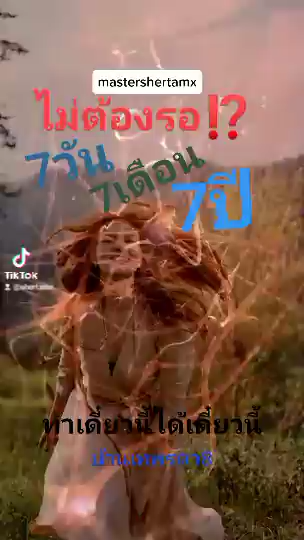 mastershertamx
ไม่ต้องรอ⁉️
7วัน
7เดือน
7ปี
TikTok
ทำเดี๋ยวนี้ได้เดี๋ยวนี้